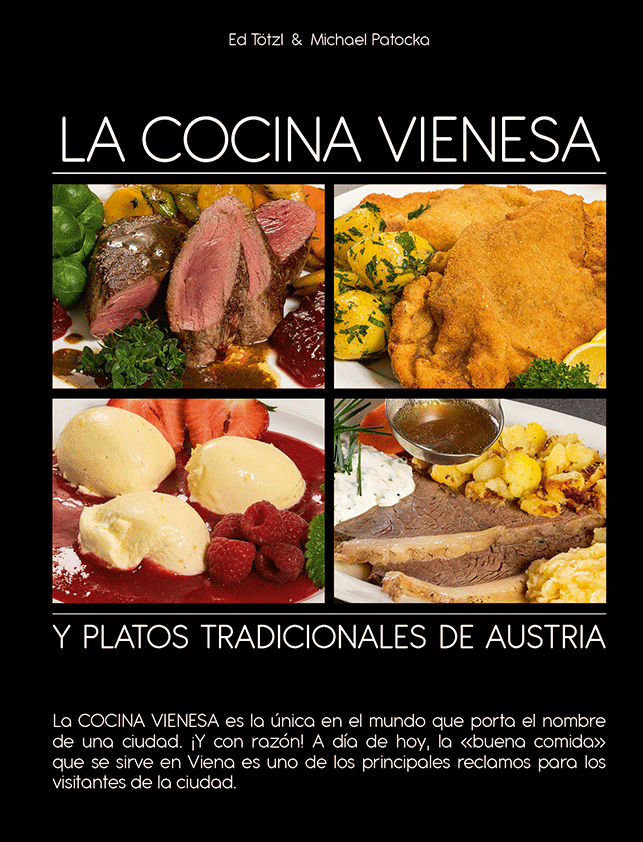 Ed Tötzl & Michael Patocka
LA COCINA VIENESA
Y PLATOS TRADICIONALES DE AUSTRIA
La COCINA VIENESA es la única en el mundo que porta el nombre
de una ciudad. ¡Y con razón! A día de hoy, la «buena comida»
que se sirve en Viena es uno de los principales reclamos para los
visitantes de la ciudad.